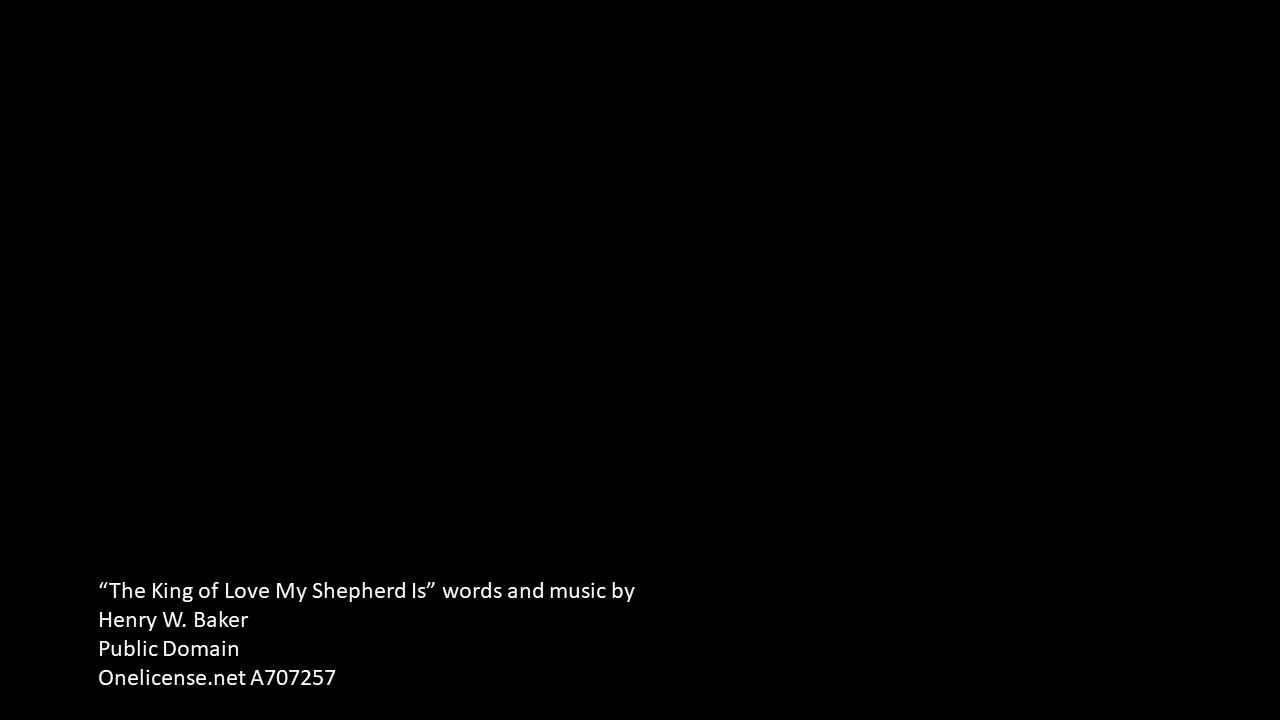 “The King of Love My Shepherd Is” words and music by
Henry W. Baker
Public Domain
Onelicense.net A707257